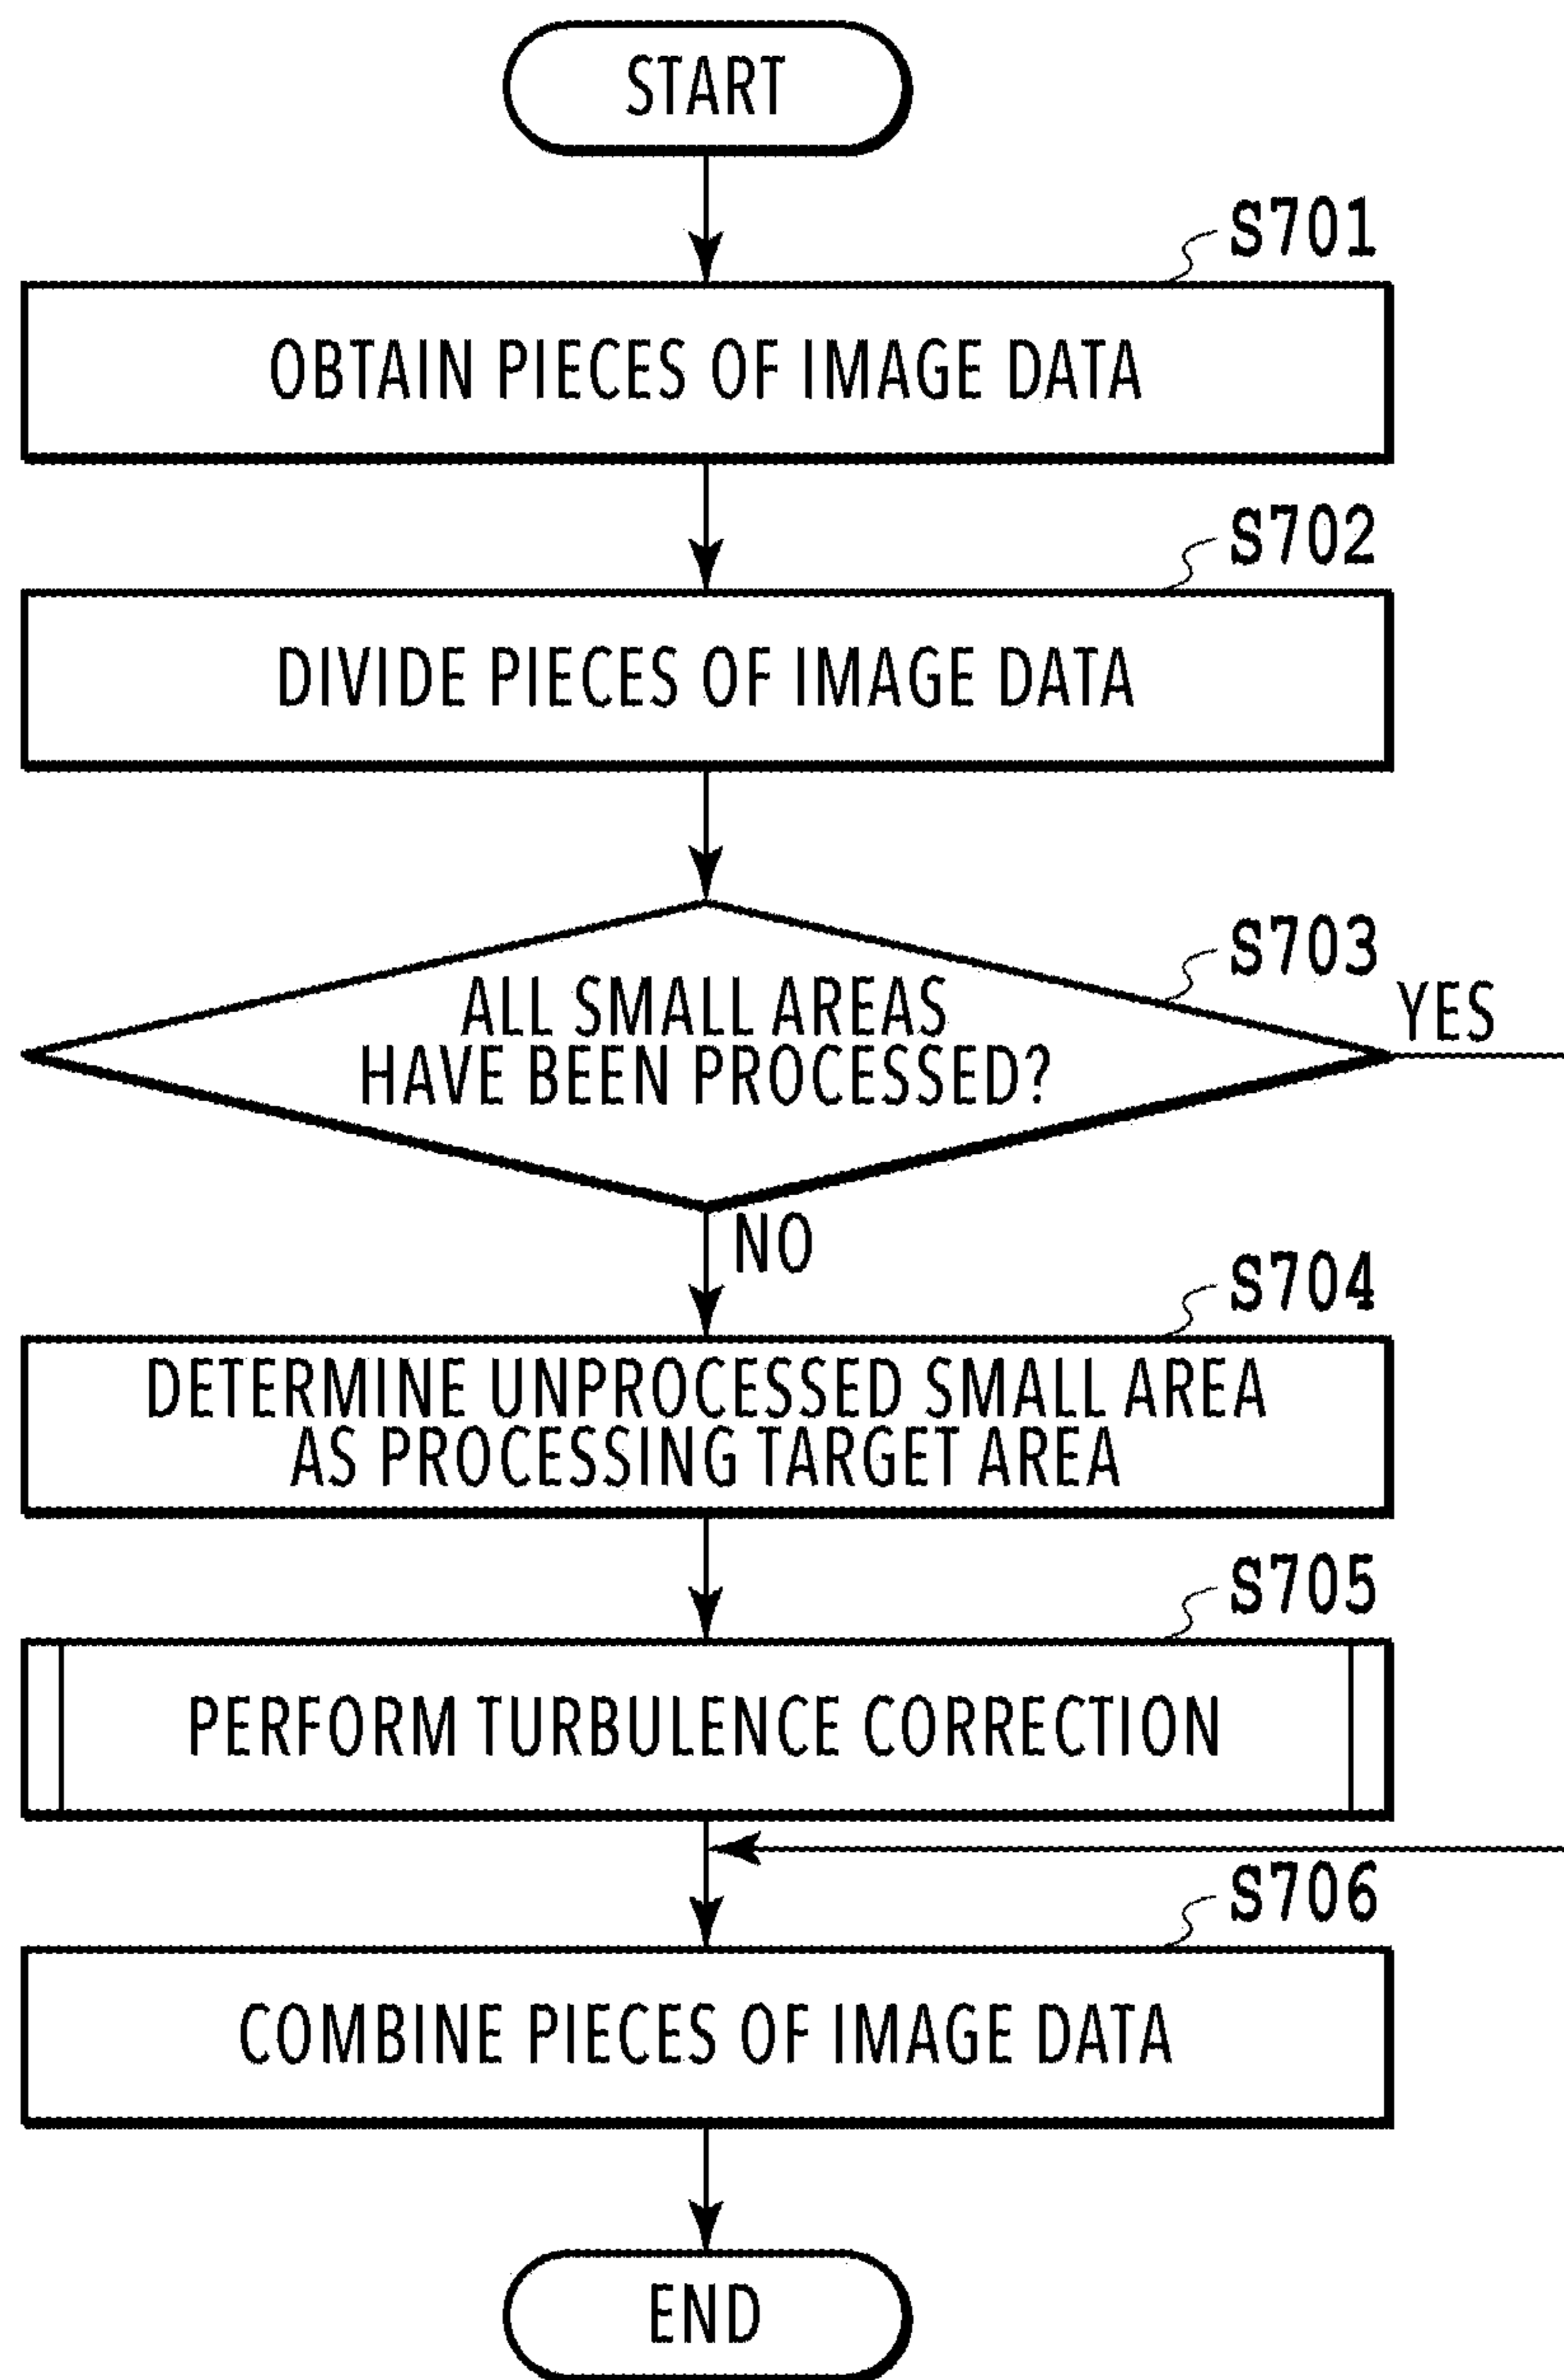 START
S701
OBTAIN PIECES OF IMAGE DATA
S702
DIVIDE PIECES OF IMAGE DATA
S703
ALL SMALL AREAS
HAVE BEEN PROCESSED?
YES
NO
S704
DETERMINE UNPROCESSED SMALL AREA
AS PROCESSING TARGET AREA
S705
PERFORM TURBULENCE CORRECTION
S706
COMBINE PIECES OF IMAGE DATA
END